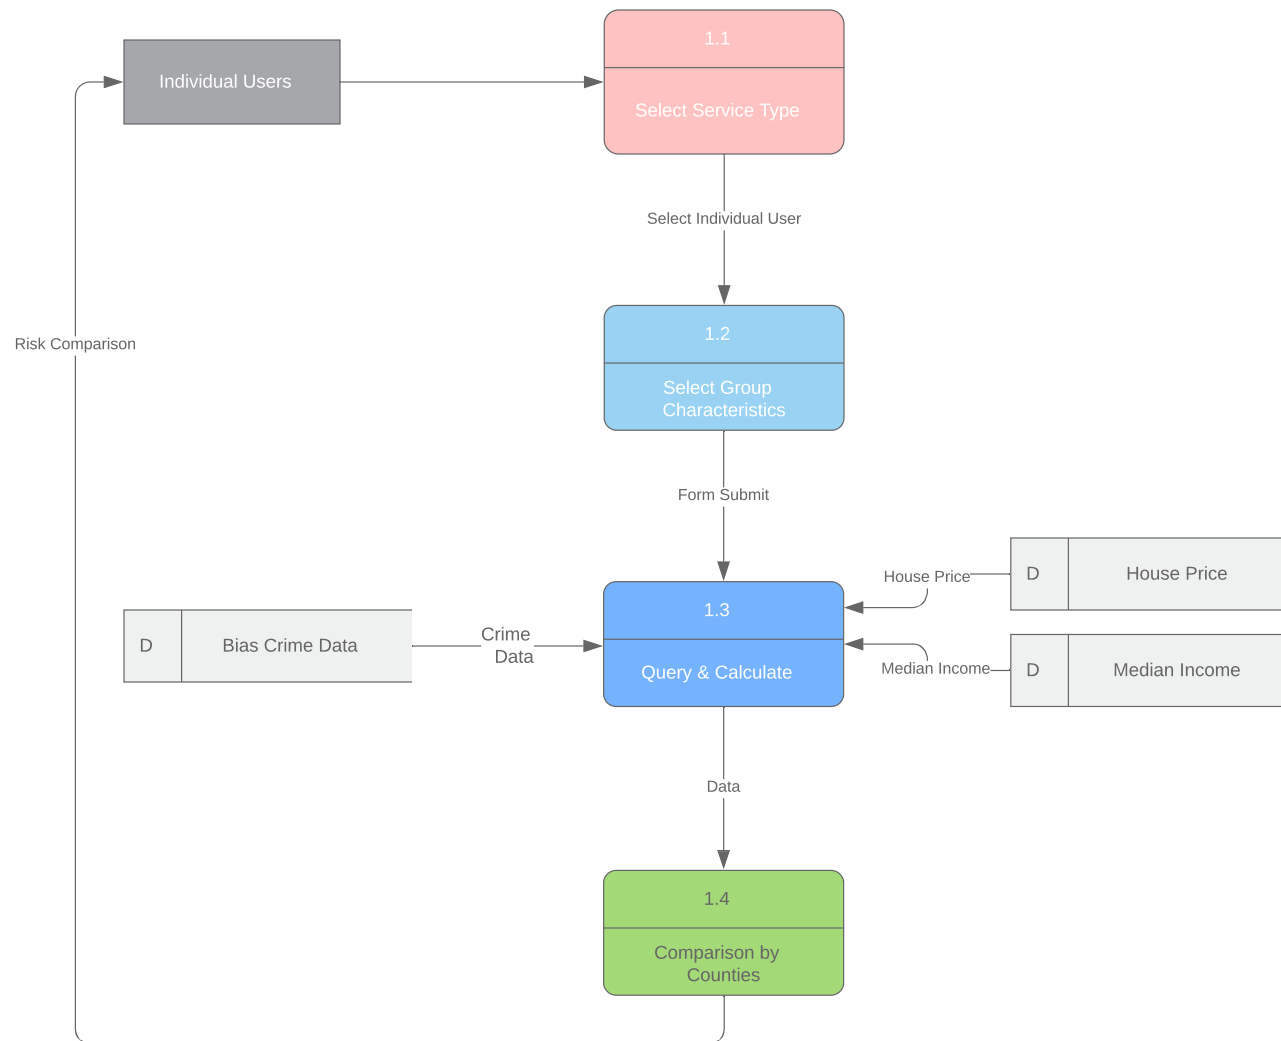 1.1
Individual Users
Select Service Type
Select Individual User
1.2
Risk Comparison
Select Group
Characteristics
Form Submit
House Price
D
House Price
1.3
Crime
Data
D
Bias Crime Data
Query & Calculate
Median Income
D
Median Income
Data
1.4
Comparison by
Counties